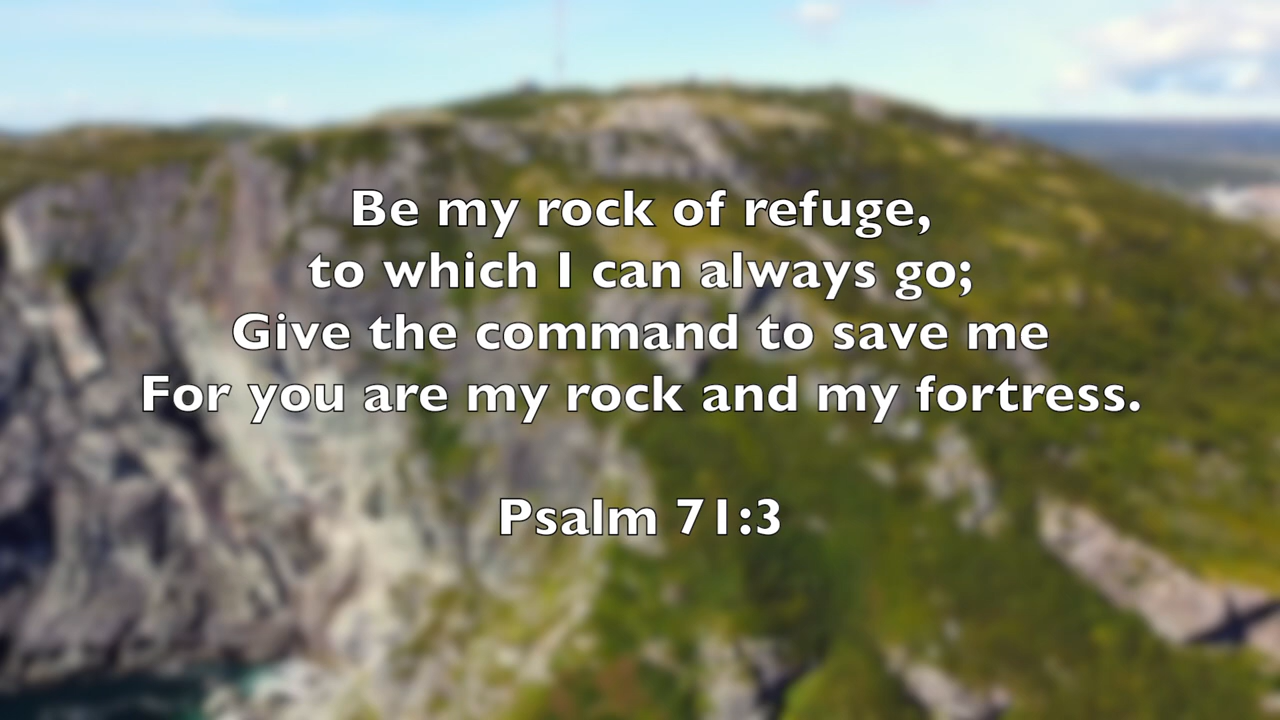 Be my rock of refuge,
to which I can always go;
Give the command to save me
For you are my rock and my fortress.
Psalm 71:3